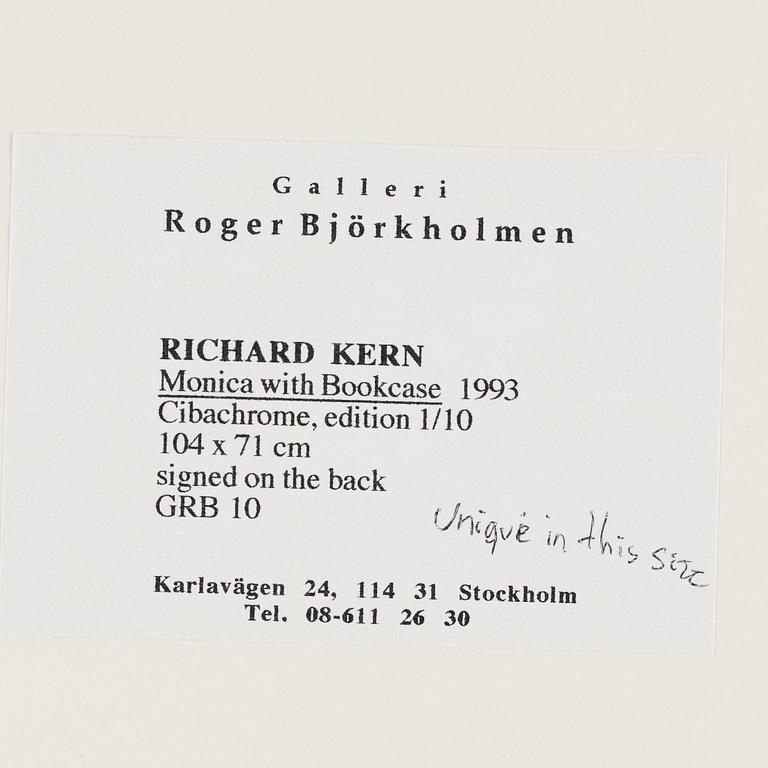 Galleri
Roger Björkholmen
RICHARD KERN
Monica with Bookcase 1993
Cibachrome, edition 1/10
104 x 71 cm
signed on the back
GRB 10
Unique in this size
Karlavägen 24, 114 31 Stockholm
Tel. 08-611 26 30